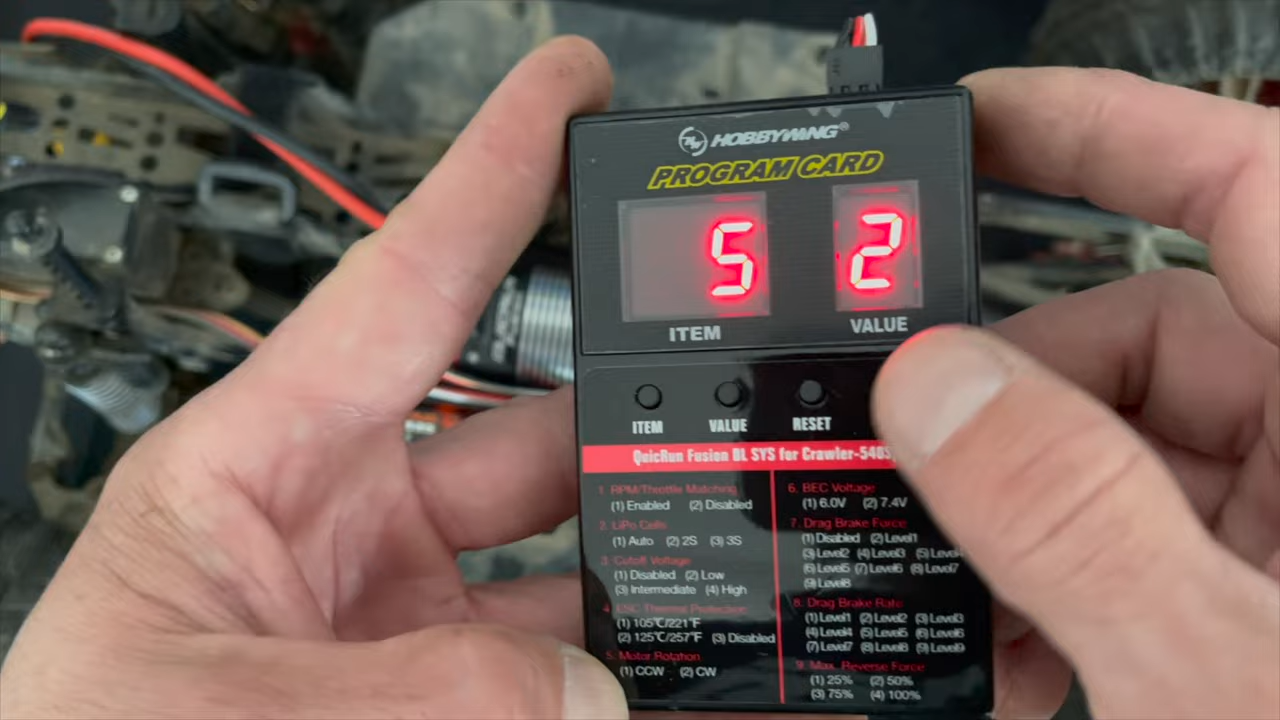 HOBBYWING®
PROGRAM CARD
5 2
ITEM VALUE
ITEM VALUE RESET
QuicRun Fusion BL SYS for Crawler-540S
1. RPM/Throttle Matching
(1) Enabled (2) Disabled
2. LiPo Cells
(1) Auto (2) 2S (3) 3S
3. Cutoff Voltage
(1) Disabled (2) Low
(3) Intermediate (4) High
4. ESC Thermal Protection
(1) 105℃/221℉
(2) 125℃/257℉ (3) Disabled
5. Motor Rotation
(1) CCW (2) CW
6. BEC Voltage
(1) 6.0V (2) 7.4V
7. Drag Brake Force
(1) Disabled (2) Level1
(3) Level2 (4) Level3 (5) Level4
(6) Level5 (7) Level6 (8) Level7
(9) Level8
8. Drag Brake Rate
(1) Level1 (2) Level2 (3) Level3
(4) Level4 (5) Level5 (6) Level6
(7) Level7 (8) Level8 (9) Level9
9. Max. Reverse Force
(1) 25% (2) 50%
(3) 75% (4) 100%